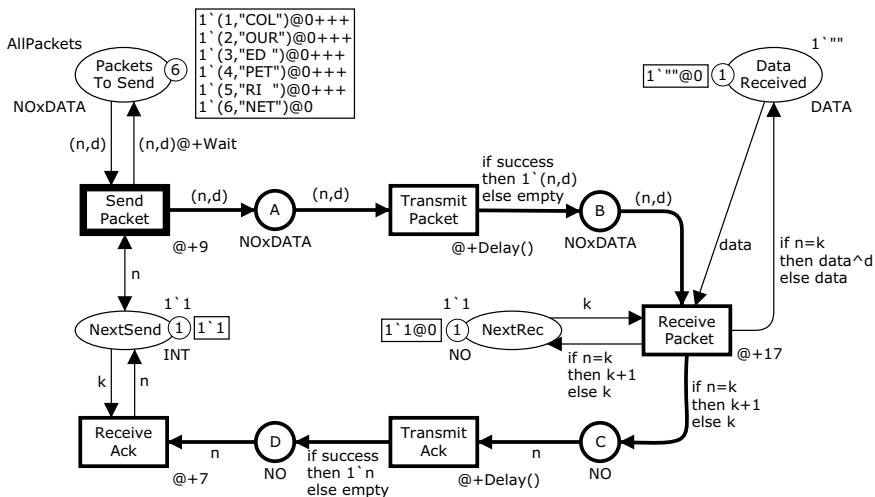 AllPackets
Packets
To Send
6
1`(1,"COL")@0+++
1`(2,"OUR")@0+++
1`(3,"ED ")@0+++
1`(4,"PET")@0+++
1`(5,"RI  ")@0+++
1`(6,"NET")@0
NOxDATA
1`""
1`""@0
1
Data
Received
DATA
(n,d)
(n,d)@+Wait
Send
Packet
@+9
(n,d)
A
NOxDATA
(n,d)
Transmit
Packet
@+Delay()
if success
then 1`(n,d)
else empty
B
NOxDATA
(n,d)
data
if n=k
then data^d
else data
n
1`1
NextSend
1
1`1
INT
1`1
1`1@0
1
NextRec
NO
k
if n=k
then k+1
else k
Receive
Packet
@+17
k
n
if n=k
then k+1
else k
Receive
Ack
@+7
n
D
NO
if success
then 1`n
else empty
Transmit
Ack
@+Delay()
n
C
NO